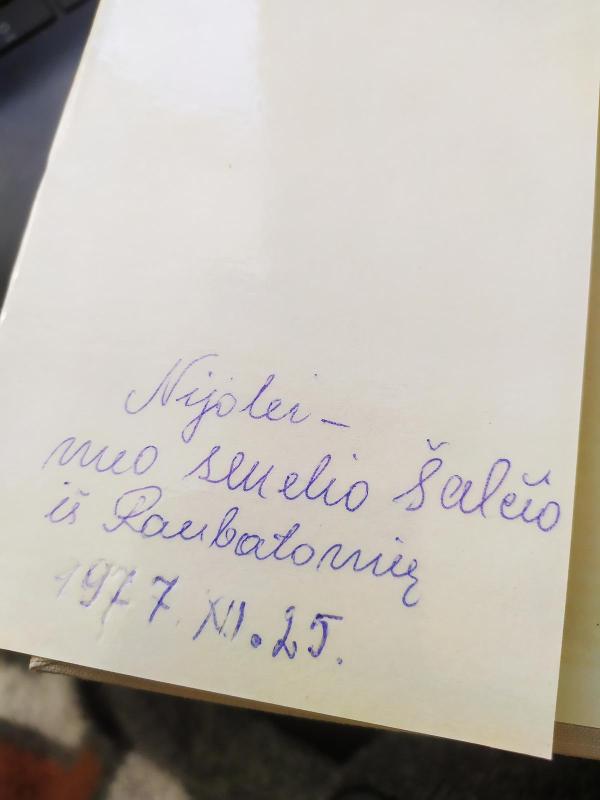 Nijolei –
nuo senelio Šalčio
iš Raubatonių
1977. XI. 25.